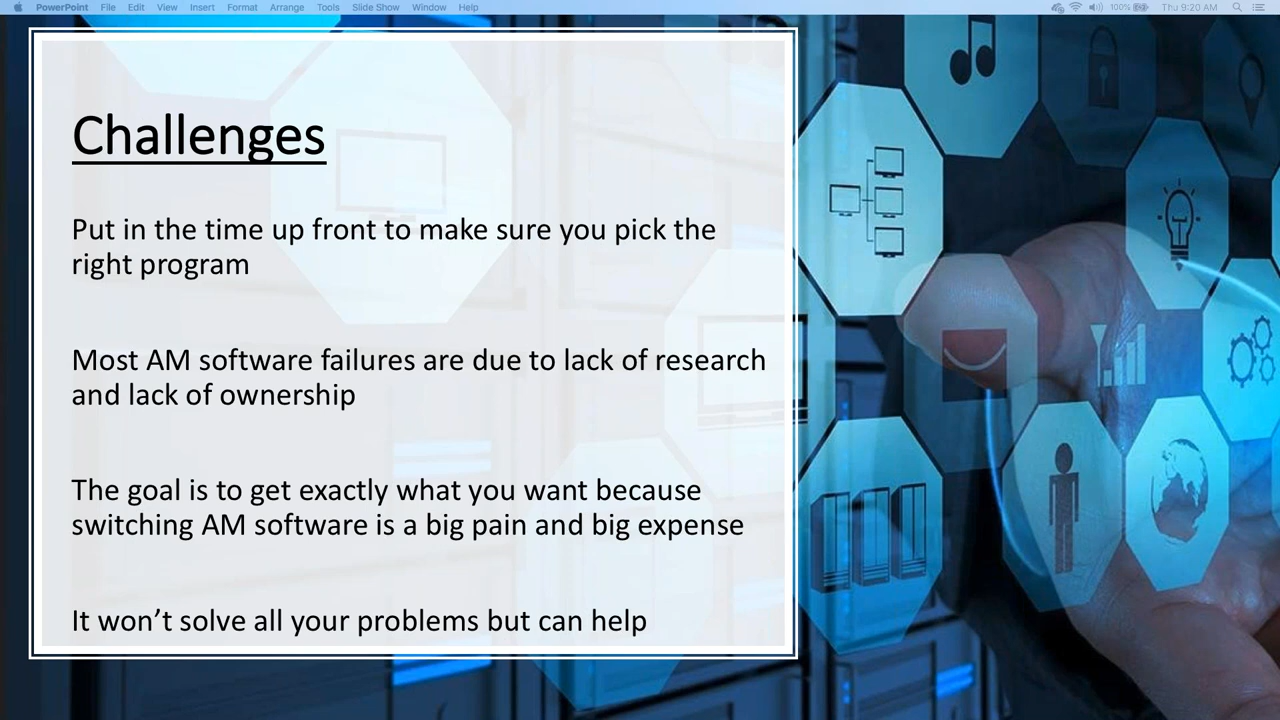 PowerPoint File Edit View Insert Format Arrange Tools Slide Show Window Help 100% Thu 9:20 AM
Challenges
Put in the time up front to make sure you pick the
right program
Most AM software failures are due to lack of research
and lack of ownership
The goal is to get exactly what you want because
switching AM software is a big pain and big expense
It won’t solve all your problems but can help